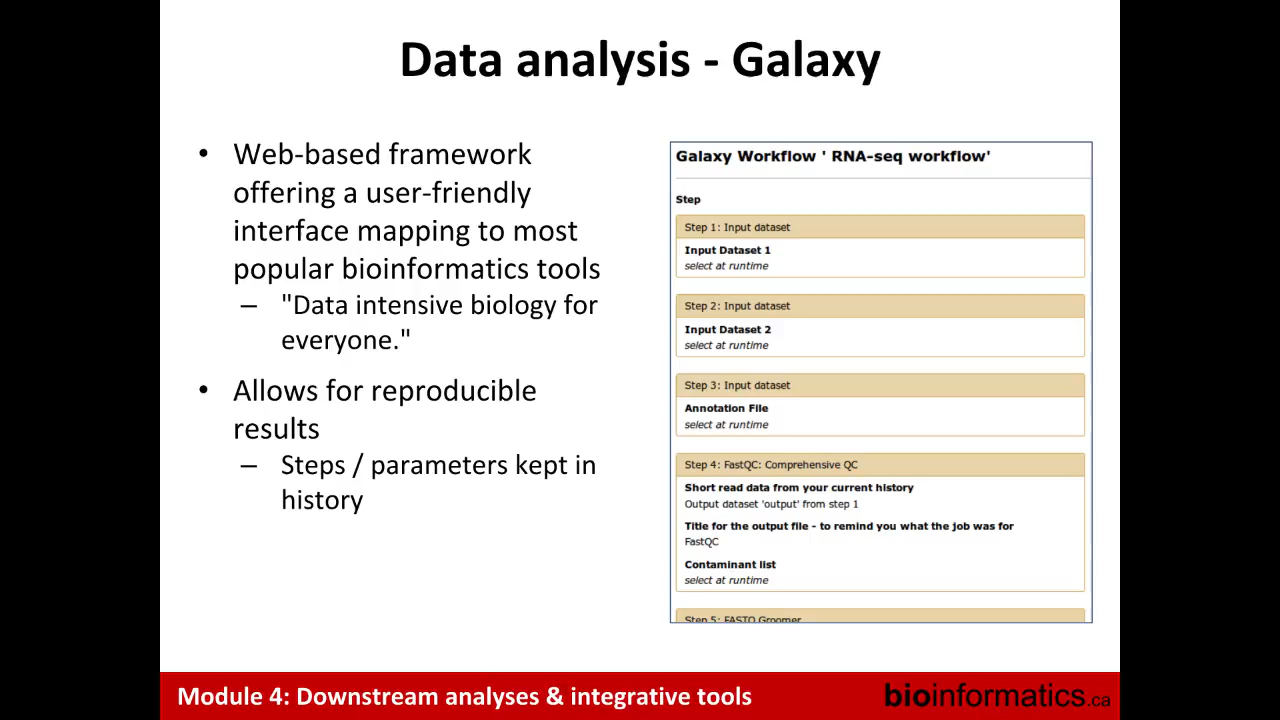 Data analysis - Galaxy
• Web-based framework
offering a user-friendly
interface mapping to most
popular bioinformatics tools
– "Data intensive biology for
everyone."
• Allows for reproducible
results
– Steps / parameters kept in
history
Galaxy Workflow ' RNA-seq workflow'
Step
Step 1: Input dataset
Input Dataset 1
select at runtime
Step 2: Input dataset
Input Dataset 2
select at runtime
Step 3: Input dataset
Annotation File
select at runtime
Step 4: FastQC: Comprehensive QC
Short read data from your current history
Output dataset 'output' from step 1
Title for the output file - to remind you what the job was for
FastQC
Contaminant list
select at runtime
Step 5: FASTQ Groomer
Module 4: Downstream analyses & integrative tools
bioinformatics.ca